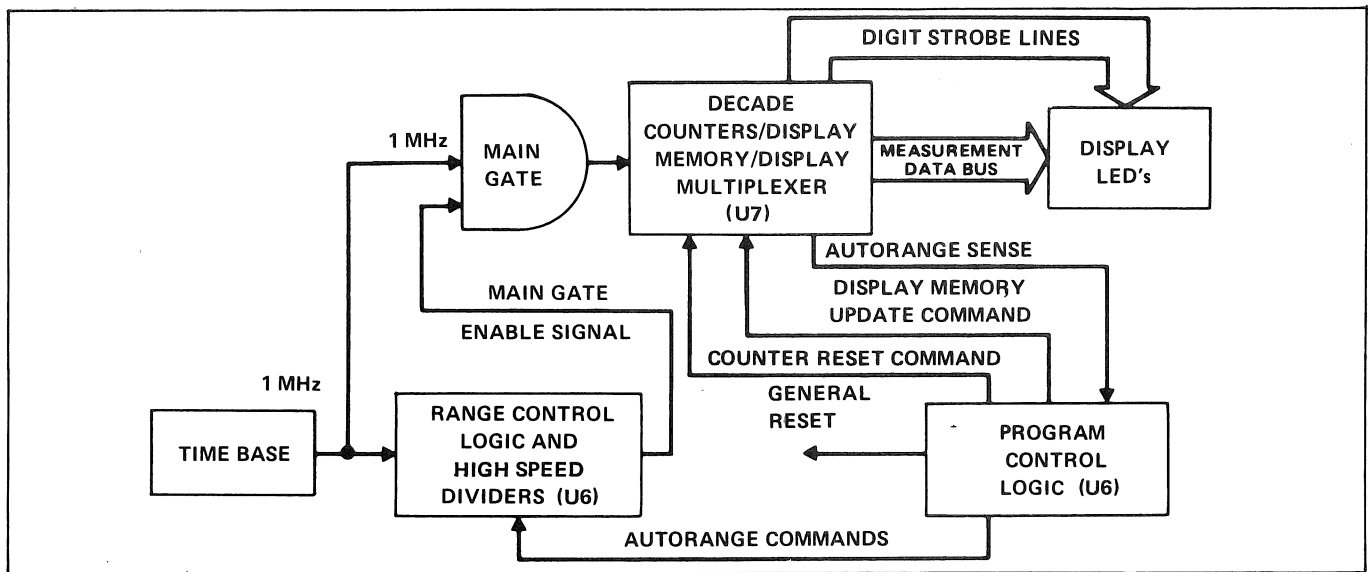 DIGIT STROBE LINES
DECADE
COUNTERS/DISPLAY
MEMORY/DISPLAY
MULTIPLEXER
(U7)
1 MHz
MAIN
GATE
MEASUREMENT
DATA BUS
DISPLAY
LED's
AUTORANGE SENSE
MAIN GATE
ENABLE SIGNAL
DISPLAY MEMORY
UPDATE COMMAND
COUNTER RESET COMMAND
1 MHz
GENERAL
RESET
TIME BASE
RANGE CONTROL
LOGIC AND
HIGH SPEED
DIVIDERS (U6)
PROGRAM
CONTROL
LOGIC (U6)
AUTORANGE COMMANDS